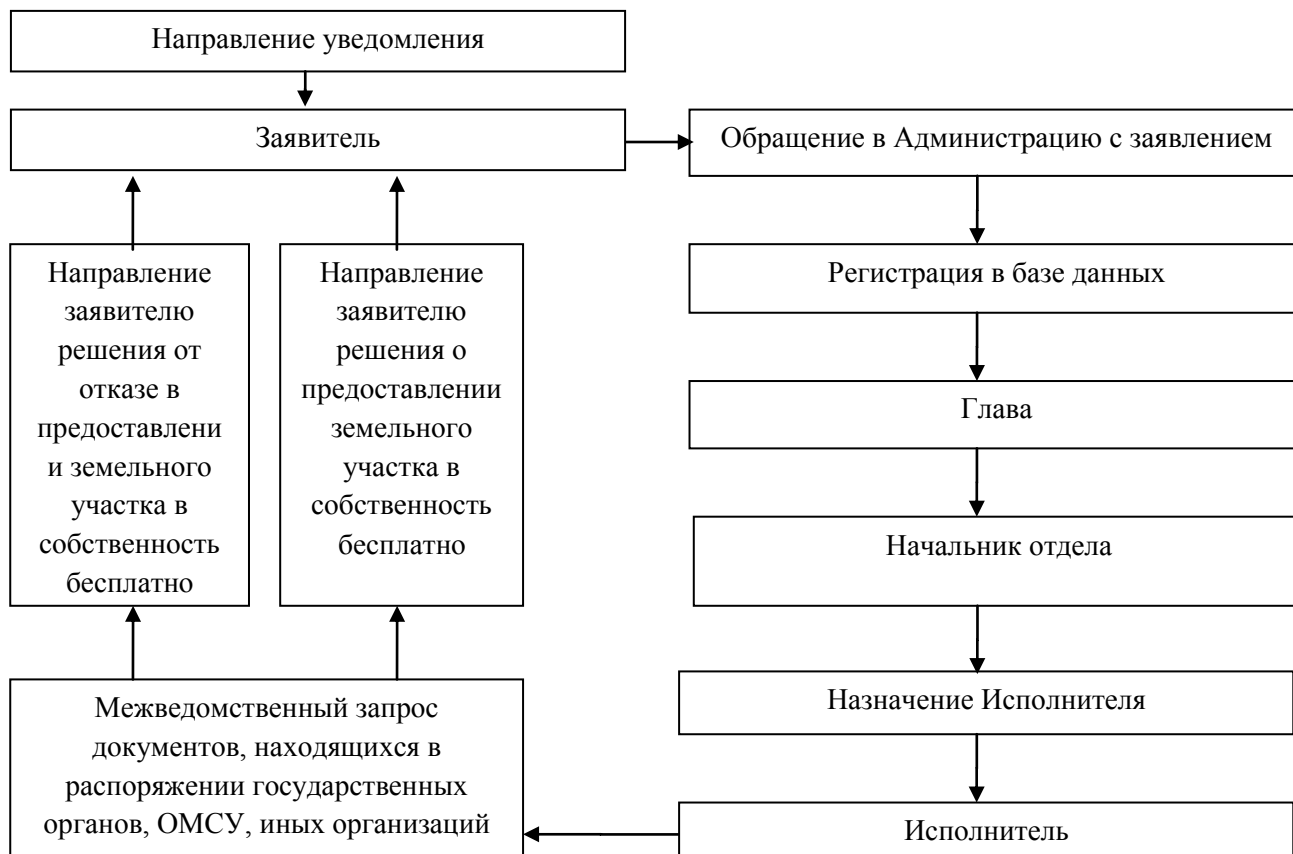 Направление уведомления
Заявитель
Обращение в Администрацию с заявлением
Регистрация в базе данных
Глава
Начальник отдела
Назначение Исполнителя
Исполнитель
Межведомственный запрос
документов, находящихся в
распоряжении государственных
органов, ОМСУ, иных организаций
Направление
заявителю
решения от
отказе в
предоставлени
и земельного
участка в
собственность
бесплатно
Направление
заявителю
решения о
предоставлении
земельного
участка в
собственность
бесплатно